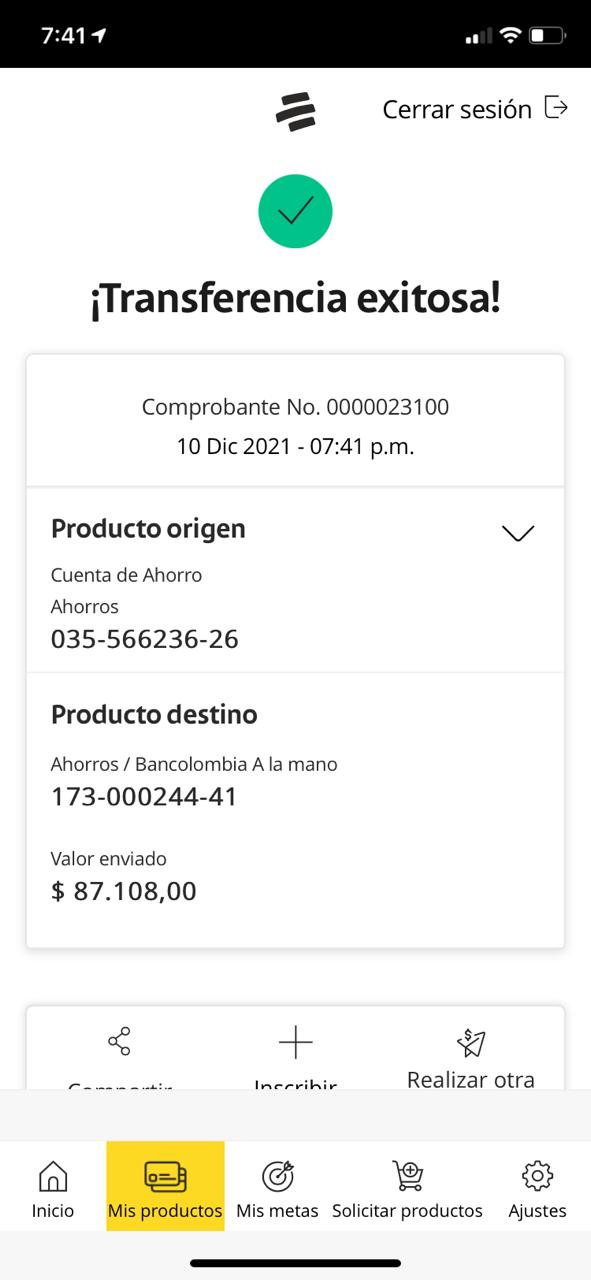 7:41
Cerrar sesión
¡Transferencia exitosa!
Comprobante No. 0000023100
10 Dic 2021 - 07:41 p.m.
Producto origen
Cuenta de Ahorro
Ahorros
035-566236-26
Producto destino
Ahorros / Bancolombia A la mano
173-000244-41
Valor enviado
$ 87.108,00
Compartir
Inscribir
Realizar otra
Inicio
Mis productos
Mis metas
Solicitar productos
Ajustes